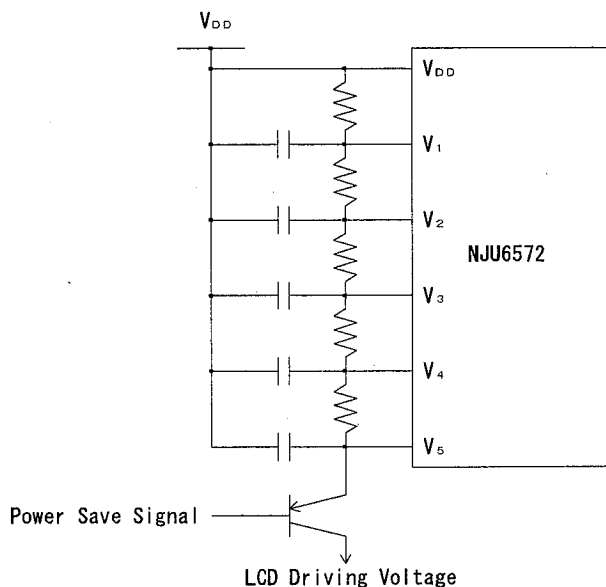 VDD
VDD
V1
V2
NJU6572
V3
V4
V5
Power Save Signal
LCD Driving Voltage